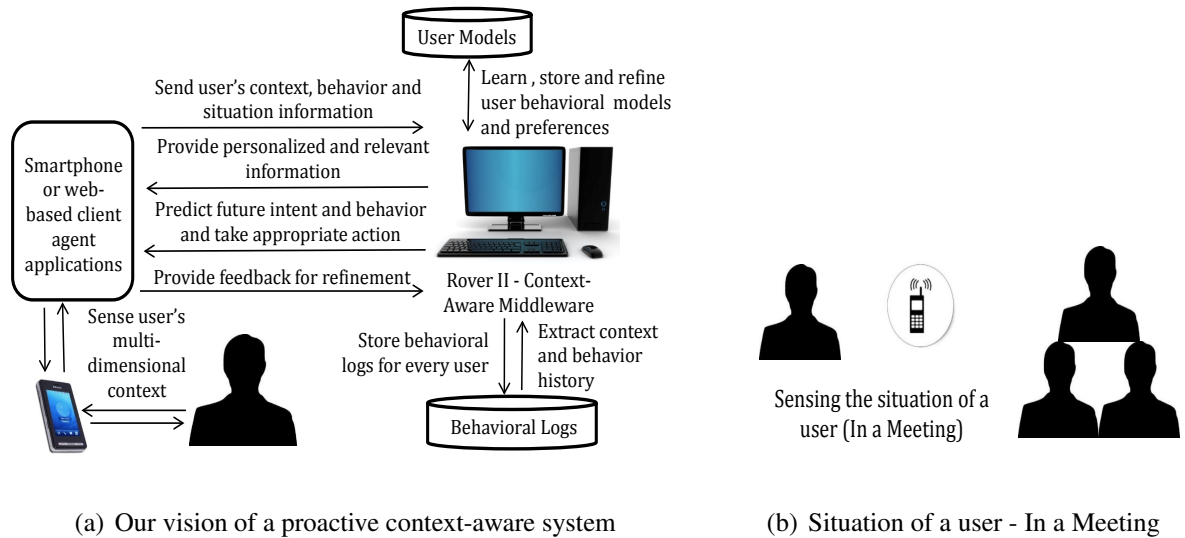 User Models
Learn , store and refine
user behavioral models
and preferences
Send user's context, behavior and
situation information
Provide personalized and relevant
information
Predict future intent and behavior
and take appropriate action
Provide feedback for refinement
Smartphone
or web-
based client
agent
applications
Sense user's
multi-
dimensional
context
Rover II - Context-
Aware Middleware
Store behavioral
logs for every user
Extract context
and behavior
history
Behavioral Logs
Sensing the situation of a
user (In a Meeting)
(a) Our vision of a proactive context-aware system
(b) Situation of a user - In a Meeting